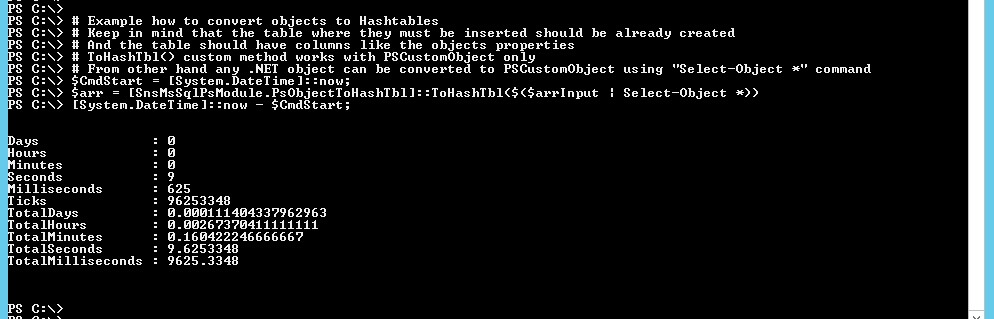 PS C:\>
PS C:\> # Example how to convert objects to Hashtables
PS C:\> # Keep in mind that the table where they must be inserted should be already created
PS C:\> # And the table should have columns like the objects properties
PS C:\> # ToHashTbl() custom method works with PSCustomObject only
PS C:\> # From other hand any .NET object can be converted to PSCustomObject using "Select-Object *" command
PS C:\> $CmdStart = [System.DateTime]::now;
PS C:\> $arr = [SnsMsSqlPsModule.PsObjectToHashTbl]::ToHashTbl($($arrInput | Select-Object *))
PS C:\> [System.DateTime]::now - $CmdStart;
Days : 0
Hours : 0
Minutes : 0
Seconds : 9
Milliseconds : 625
Ticks : 96253348
TotalDays : 0.000111404337962963
TotalHours : 0.00267370411111111
TotalMinutes : 0.160422246666667
TotalSeconds : 9.6253348
TotalMilliseconds : 9625.3348
PS C:\>
PS C:\>